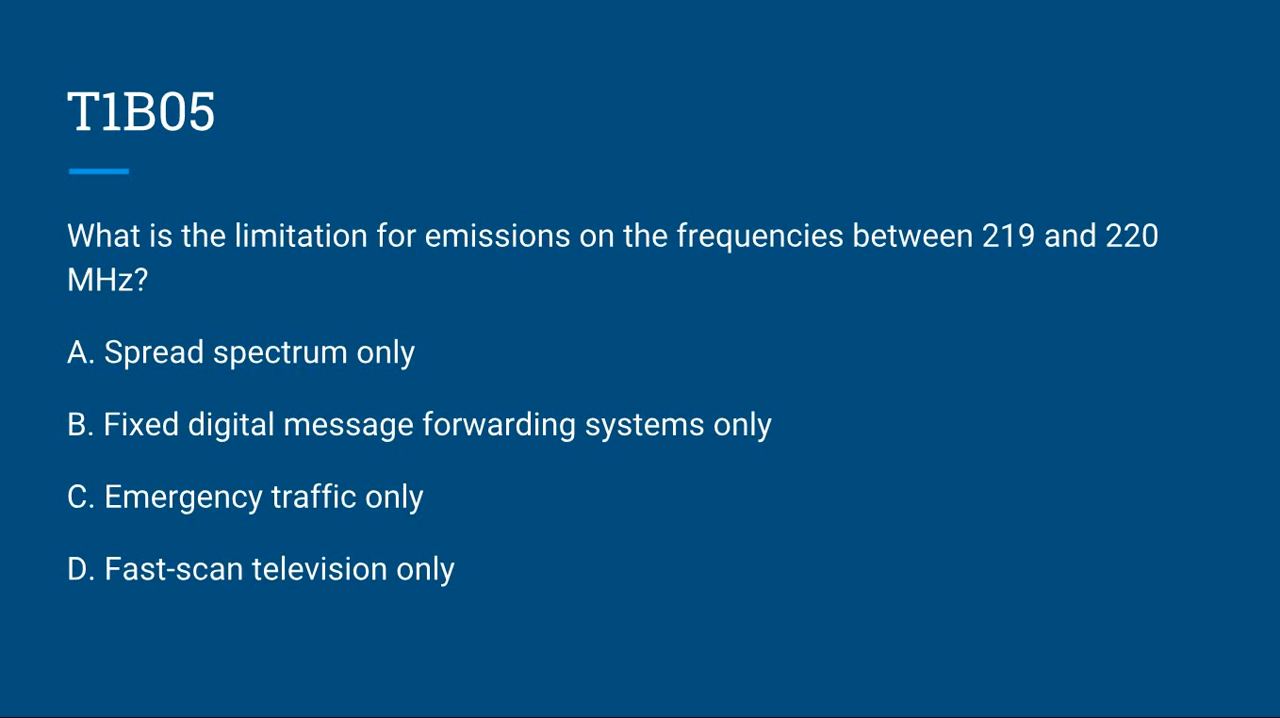 T1B05
What is the limitation for emissions on the frequencies between 219 and 220
MHz?
A. Spread spectrum only
B. Fixed digital message forwarding systems only
C. Emergency traffic only
D. Fast-scan television only